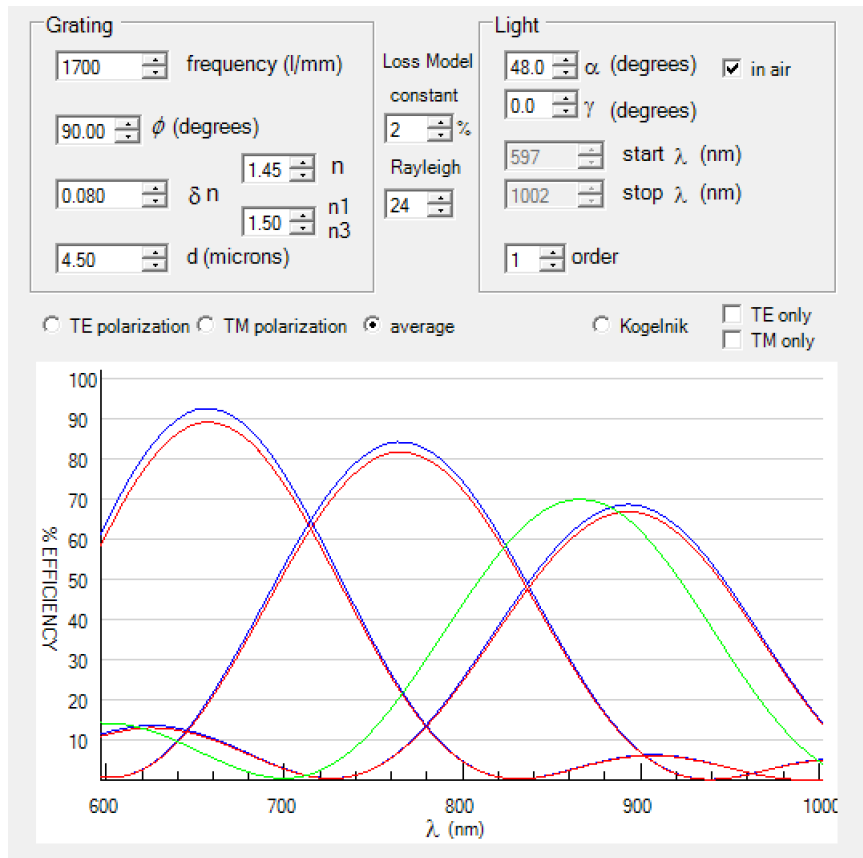 Grating
1700 frequency (l/mm)
90.00 ϕ (degrees)
1.45 n
0.080 δ n
1.50 n1
n3
4.50 d (microns)
Loss Model
constant
2 %
Rayleigh
24
Light
48.0 α (degrees) in air
0.0 γ (degrees)
597 start λ (nm)
1002 stop λ (nm)
1 order
TE polarization TM polarization average Kogelnik TE only
TM only
100
90
80
70
60
50
40
30
20
10
% EFFICIENCY
600 700 800 900 1000
λ (nm)